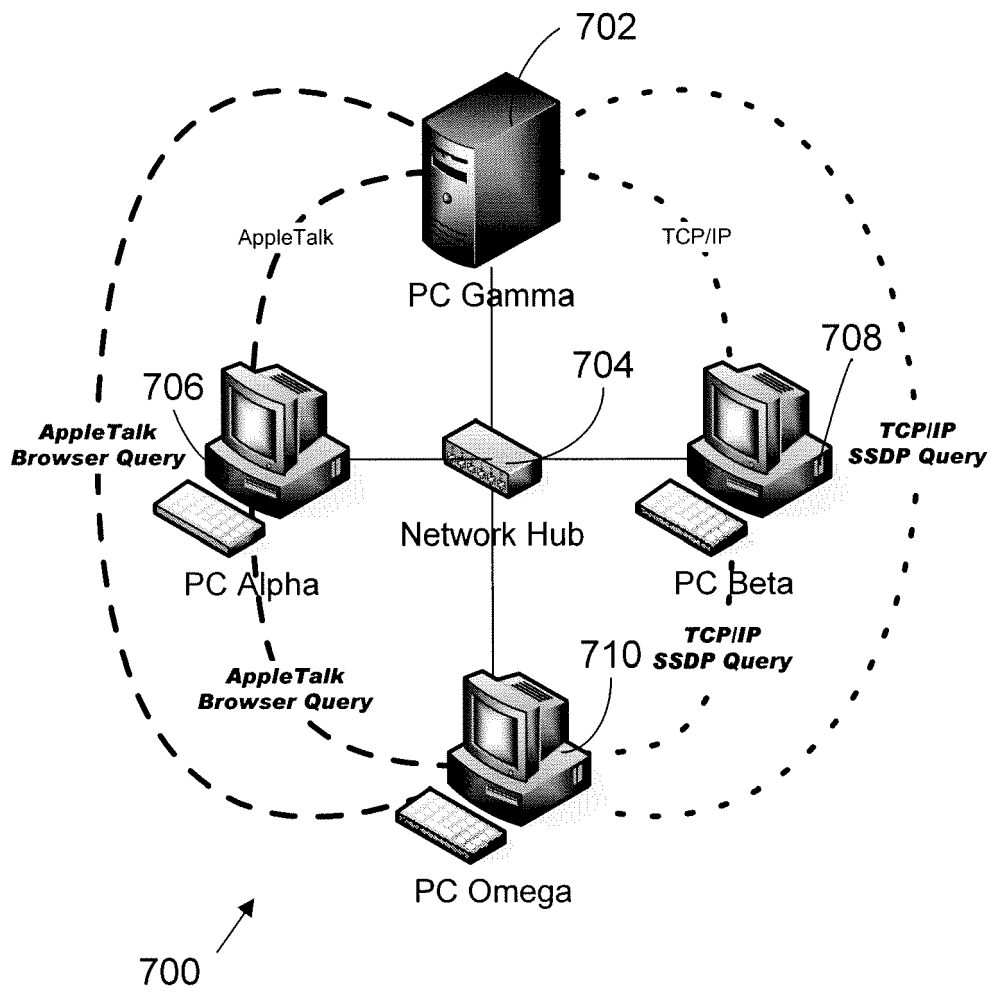 702
AppleTalk
TCP/IP
PC Gamma
704
708
706
AppleTalk
Browser Query
TCP/IP
SSDP Query
Network Hub
PC Alpha
PC Beta
TCP/IP
SSDP Query
710
AppleTalk
Browser Query
PC Omega
700